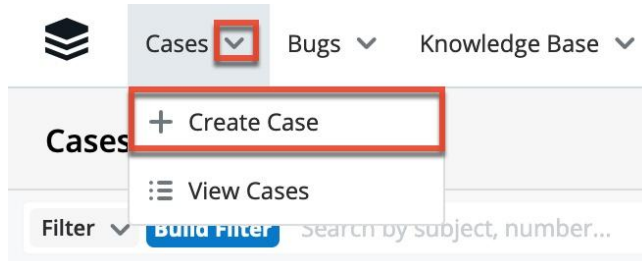 Cases Bugs Knowledge Base
+ Create Case
Cases
View Cases
Filter Build Filter Search by subject, number...